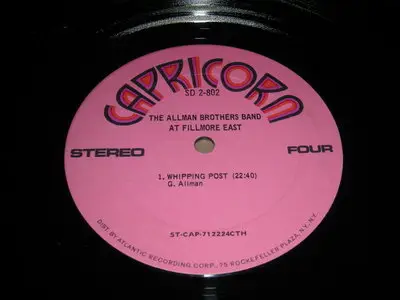 CAPRICORN
SD 2-802
THE ALLMAN BROTHERS BAND
AT FILLMORE EAST
STEREO FOUR
1. WHIPPING POST (22:40)
G. Allman
ST-CAP-712224CTH
DIST. BY ATLANTIC RECORDING CORP., 75 ROCKEFELLER PLAZA, N.Y., N.Y.